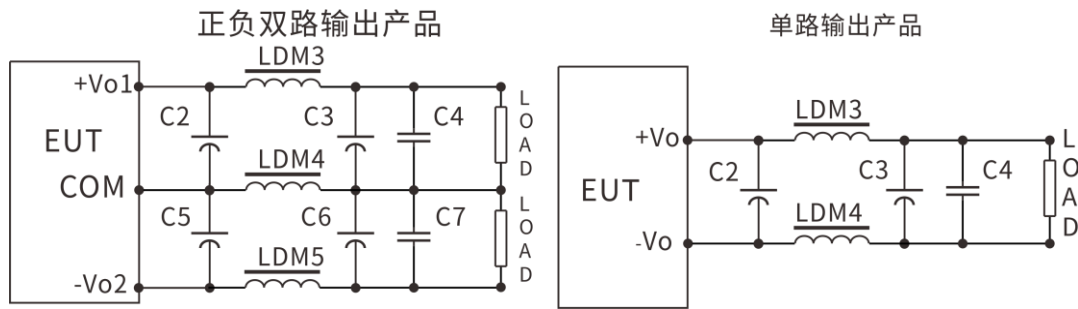 正负双路输出产品
LDM3
+Vo1
C2
C3
C4
LOAD
EUT
LDM4
COM
C5
C6
C7
LOAD
LDM5
-Vo2
单路输出产品
LDM3
+Vo
C2
C3
C4
LOAD
EUT
LDM4
-Vo